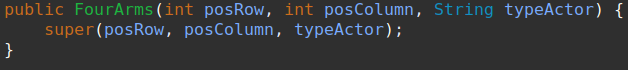 public FourArms(int posRow, int posColumn, String typeActor) {
    super(posRow, posColumn, typeActor);
}